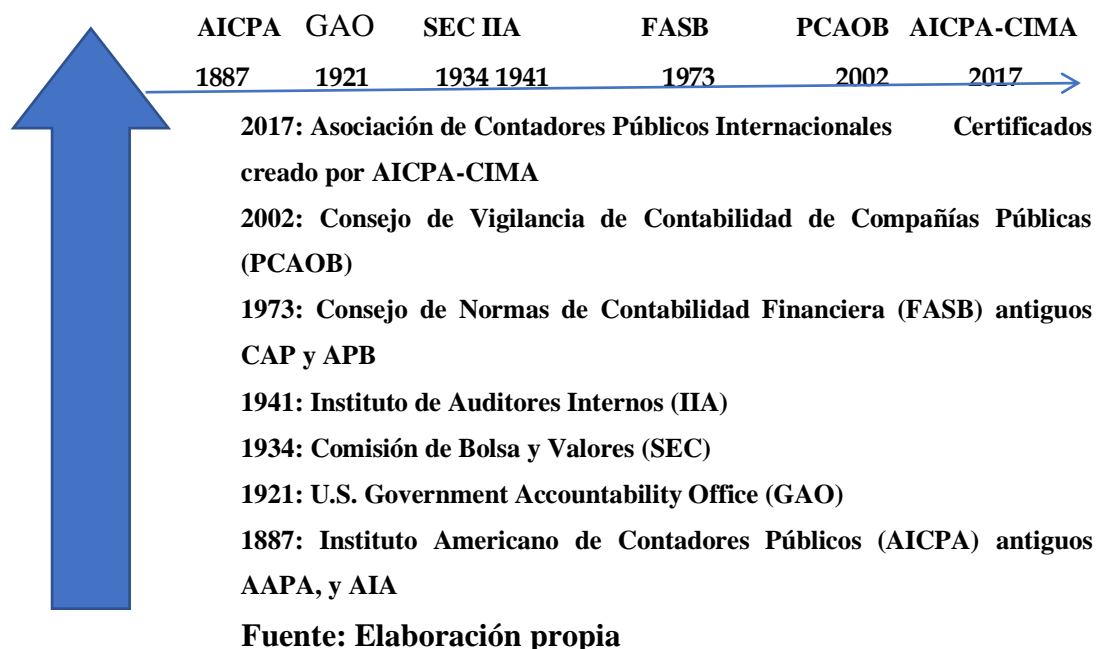 AICPA GAO SEC IIA FASB PCAOB AICPA-CIMA
1887 1921 1934 1941 1973 2002 2017
2017: Asociación de Contadores Públicos Internacionales Certificados
creado por AICPA-CIMA
2002: Consejo de Vigilancia de Contabilidad de Compañías Públicas
(PCAOB)
1973: Consejo de Normas de Contabilidad Financiera (FASB) antiguos
CAP y APB
1941: Instituto de Auditores Internos (IIA)
1934: Comisión de Bolsa y Valores (SEC)
1921: U.S. Government Accountability Office (GAO)
1887: Instituto Americano de Contadores Públicos (AICPA) antiguos
AAPA, y AIA
Fuente: Elaboración propia